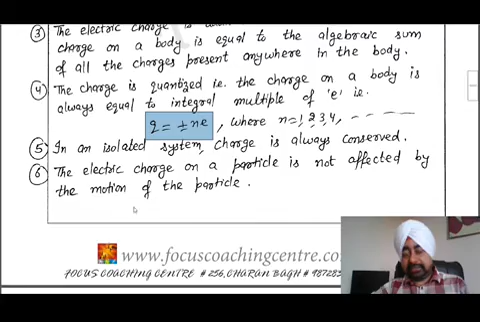 ③ The electric charge is
charge on a body is equal to the algebraic sum
of all the charges present anywhere in the body.
④ The charge is quantized i.e. the charge on a body is
always equal to integral multiple of 'e' i.e.
q = ± ne , where n = 1, 2, 3, 4, - - - - - - -
⑤ In an isolated system, charge is always conserved.
⑥ The electric charge on a particle is not affected by
the motion of the particle.
www.focuscoachingcentre.co
FOCUS COACHING CENTRE # 256, CHARAN BAGH # 98728